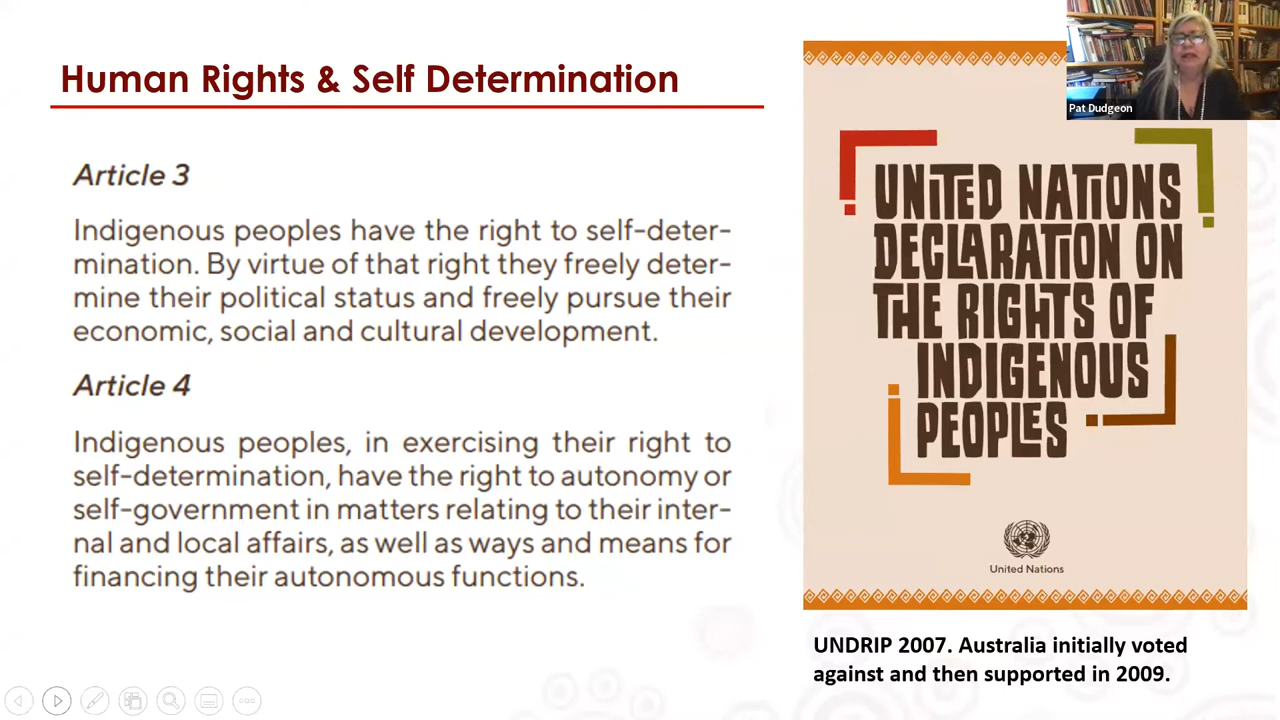 Human Rights & Self Determination
Article 3
Indigenous peoples have the right to self-deter-
mination. By virtue of that right they freely deter-
mine their political status and freely pursue their
economic, social and cultural development.
Article 4
Indigenous peoples, in exercising their right to
self-determination, have the right to autonomy or
self-government in matters relating to their inter-
nal and local affairs, as well as ways and means for
financing their autonomous functions.
Pat Dudgeon
UNITED NATIONS
DECLARATION ON
THE RIGHTS OF
INDIGENOUS
PEOPLES
United Nations
UNDRIP 2007. Australia initially voted
against and then supported in 2009.